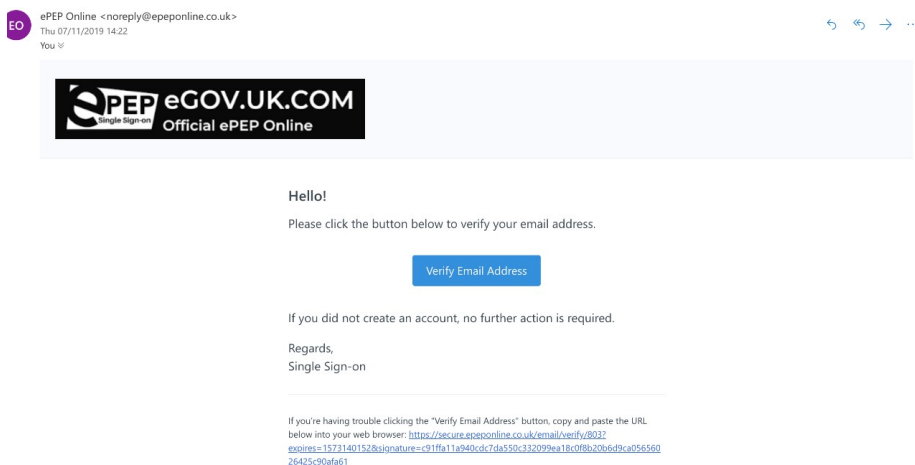 EO
ePEP Online <noreply@epeponline.co.uk>
Thu 07/11/2019 14:22
You
ePEP eGOV.UK.COM
Single Sign-on Official ePEP Online
Hello!
Please click the button below to verify your email address.
Verify Email Address
If you did not create an account, no further action is required.
Regards,
Single Sign-on
If you're having trouble clicking the "Verify Email Address" button, copy and paste the URL
below into your web browser: https://secure.epeponline.co.uk/email/verify/803?
expires=1573140152&signature=c91ffa11a940cdc7da550c332099ea18c0f8b20b6d9ca056560
26425c90afa61